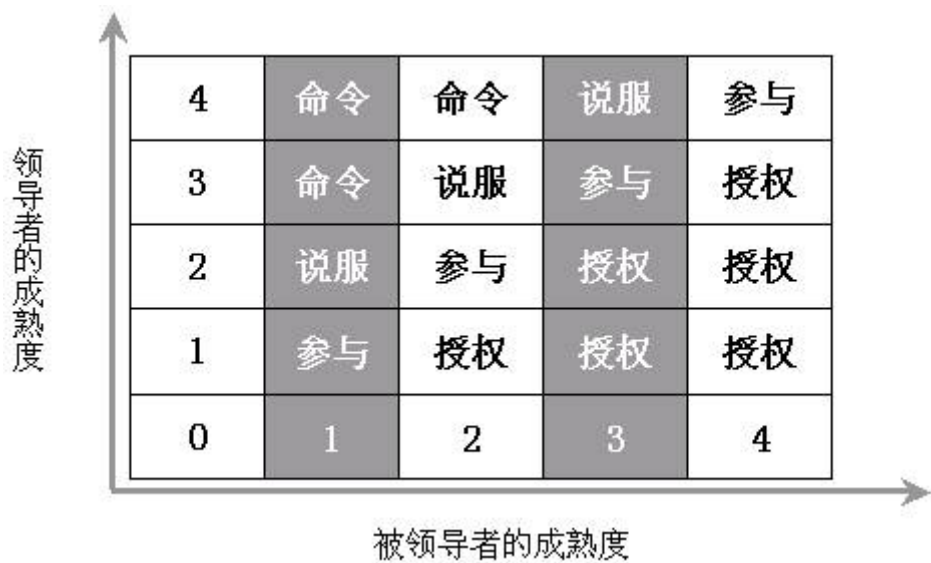 领导者的成熟度
4 命令 命令 说服 参与
3 命令 说服 参与 授权
2 说服 参与 授权 授权
1 参与 授权 授权 授权
0 1 2 3 4
被领导者的成熟度